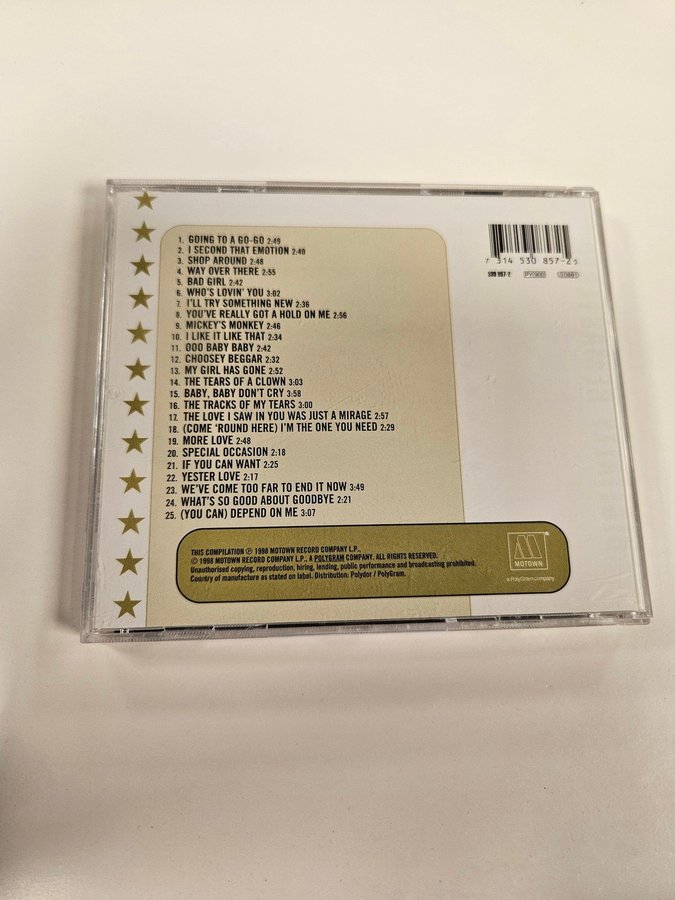 1. GOING TO A GO-GO 2:49
2. I SECOND THAT EMOTION 2:40
3. SHOP AROUND 2:48
4. WAY OVER THERE 2:55
5. BAD GIRL 2:42
6. WHO'S LOVIN' YOU 3:02
7. I'LL TRY SOMETHING NEW 2:36
8. YOU'VE REALLY GOT A HOLD ON ME 2:56
9. MICKEY'S MONKEY 2:46
10. I LIKE IT LIKE THAT 2:34
11. OOO BABY BABY 2:42
12. CHOOSEY BEGGAR 2:32
13. MY GIRL HAS GONE 2:52
14. THE TEARS OF A CLOWN 3:03
15. BABY, BABY DON'T CRY 3:58
16. THE TRACKS OF MY TEARS 3:00
17. THE LOVE I SAW IN YOU WAS JUST A MIRAGE 2:57
18. (COME 'ROUND HERE) I'M THE ONE YOU NEED 2:29
19. MORE LOVE 2:48
20. SPECIAL OCCASION 2:18
21. IF YOU CAN WANT 2:25
22. YESTER LOVE 2:17
23. WE'VE COME TOO FAR TO END IT NOW 3:49
24. WHAT'S SO GOOD ABOUT GOODBYE 2:21
25. (YOU CAN) DEPEND ON ME 3:07
7 314 530 857-2
530 857-2 PY900
THIS COMPILATION ℗ 1998 MOTOWN RECORD COMPANY L.P.,
© 1998 MOTOWN RECORD COMPANY L.P., A POLYGRAM COMPANY. ALL RIGHTS RESERVED.
Unauthorised copying, reproduction, hiring, lending, public performance and broadcasting prohibited.
Country of manufacture as stated on label. Distribution: Polydor / PolyGram.
M
MOTOWN
a PolyGram company